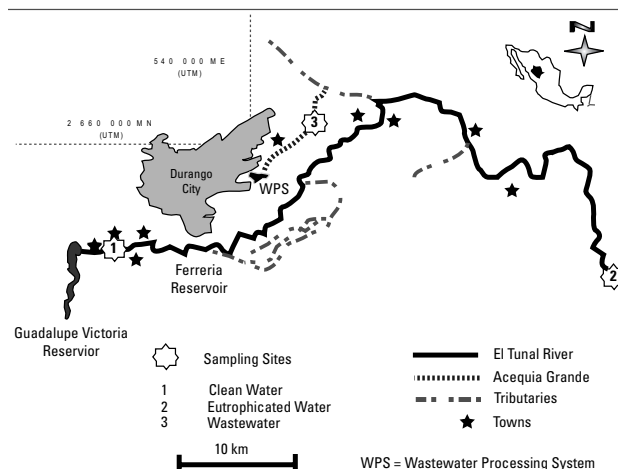 N
540 000 ME
(UTM)
2 660 000 MN
(UTM)
3
Durango
City
WPS
1
2
Ferreria
Reservoir
Guadalupe Victoria
Reservior
Sampling Sites
1 Clean Water
2 Eutrophicated Water
3 Wastewater
10 km
El Tunal River
Acequia Grande
Tributaries
Towns
WPS = Wastewater Processing System